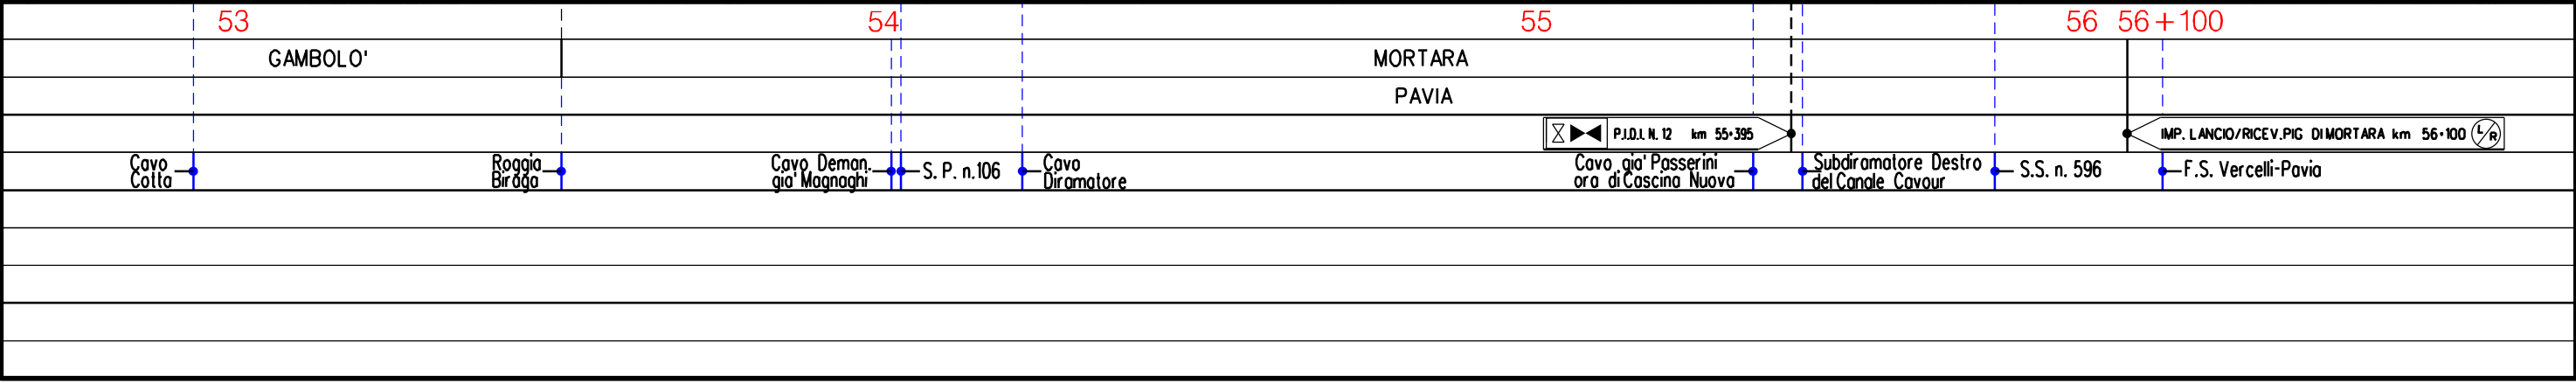 53 54 55 56 56+100
GAMBOLO' MORTARA
PAVIA
P.I.D.I. N. 12 km 55+395 IMP. LANCIO/RICEV.PIG DI MORTARA km 56+100 L/R
Cavo Roggia Cavo Deman. S. P. n.106 Cavo Cavo gia' Passerini Subdiramatore Destro S.S. n. 596 F.S. Vercelli-Pavia
Cotta Biraga gia' Magnaghi Diramatore ora di Cascina Nuova del Canale Cavour